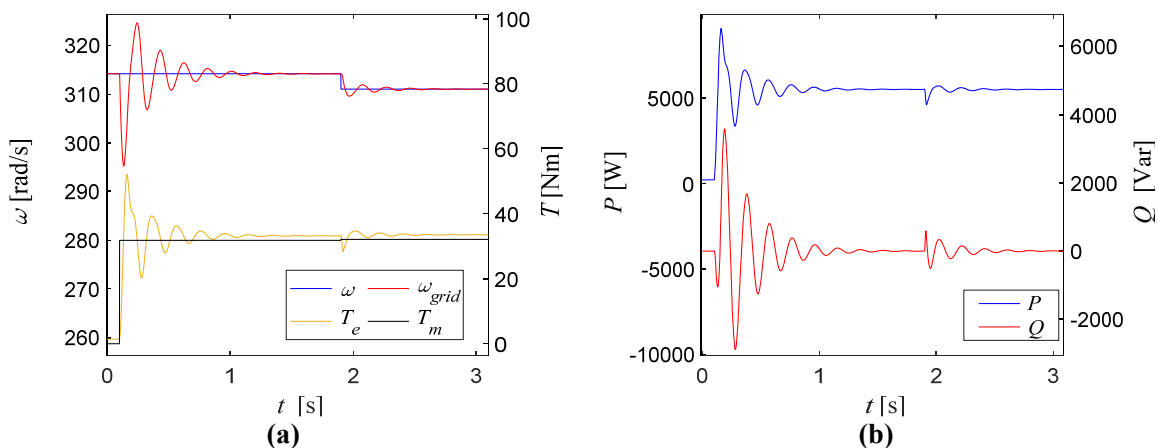 320
310
300
290
280
270
260
ω [rad/s]
100
80
60
40
20
0
T [Nm]
0 1 2 3
t [s]
ω ω_grid
T_e T_m
(a)
5000
0
-5000
-10000
P [W]
6000
4000
2000
0
-2000
Q [Var]
0 1 2 3
t [s]
P
Q
(b)